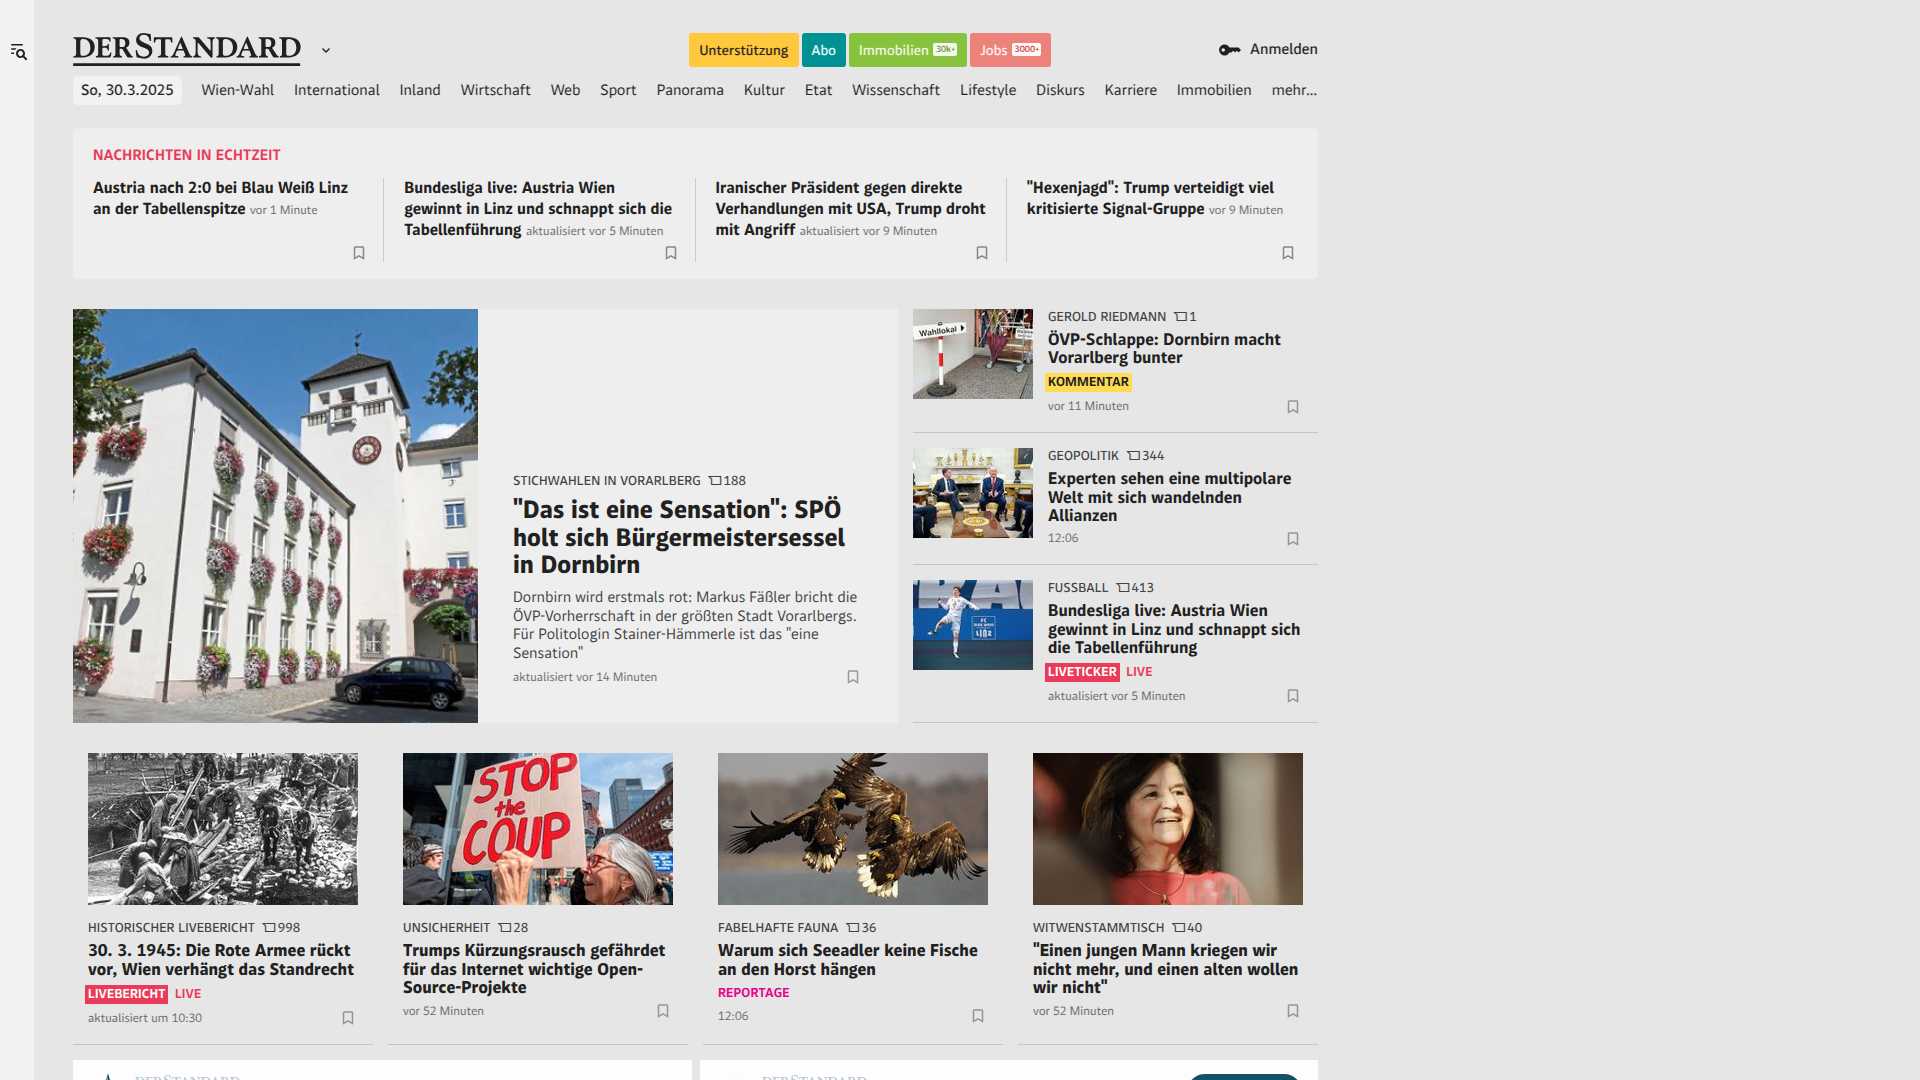 DERSTANDARD
Unterstützung
Abo
Immobilien 30k+
Jobs 3000+
Anmelden
So, 30.3.2025
Wien-Wahl
International
Inland
Wirtschaft
Web
Sport
Panorama
Kultur
Etat
Wissenschaft
Lifestyle
Diskurs
Karriere
Immobilien
mehr...
NACHRICHTEN IN ECHTZEIT
Austria nach 2:0 bei Blau Weiß Linz
an der Tabellenspitze vor 1 Minute
Bundesliga live: Austria Wien
gewinnt in Linz und schnappt sich die
Tabellenführung aktualisiert vor 5 Minuten
Iranischer Präsident gegen direkte
Verhandlungen mit USA, Trump droht
mit Angriff aktualisiert vor 9 Minuten
"Hexenjagd": Trump verteidigt viel
kritisierte Signal-Gruppe vor 9 Minuten
STICHWAHLEN IN VORARLBERG 188
"Das ist eine Sensation": SPÖ
holt sich Bürgermeistersessel
in Dornbirn
Dornbirn wird erstmals rot: Markus Fäßler bricht die
ÖVP-Vorherrschaft in der größten Stadt Vorarlbergs.
Für Politologin Stainer-Hämmerle ist das "eine
Sensation"
aktualisiert vor 14 Minuten
Wahllokal
GEROLD RIEDMANN 1
ÖVP-Schlappe: Dornbirn macht
Vorarlberg bunter
KOMMENTAR
vor 11 Minuten
GEOPOLITIK 344
Experten sehen eine multipolare
Welt mit sich wandelnden
Allianzen
12:06
LINZ
FUSSBALL 413
Bundesliga live: Austria Wien
gewinnt in Linz und schnappt sich
die Tabellenführung
LIVETICKER LIVE
aktualisiert vor 5 Minuten
HISTORISCHER LIVEBERICHT 998
30. 3. 1945: Die Rote Armee rückt
vor, Wien verhängt das Standrecht
LIVEBERICHT LIVE
aktualisiert um 10:30
STOP
the
COUP
UNSICHERHEIT 28
Trumps Kürzungsrausch gefährdet
für das Internet wichtige Open-
Source-Projekte
vor 52 Minuten
FABELHAFTE FAUNA 36
Warum sich Seeadler keine Fische
an den Horst hängen
REPORTAGE
12:06
WITWENSTAMMTISCH 40
"Einen jungen Mann kriegen wir
nicht mehr, und einen alten wollen
wir nicht"
vor 52 Minuten
DERSTANDARD
DERSTANDARD